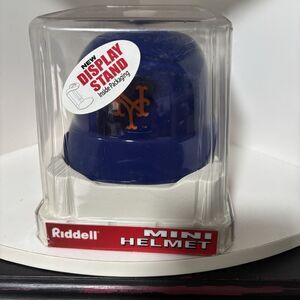 NEW
DISPLAY
STAND
Inside Packaging
NY
Riddell
MINI
HELMET